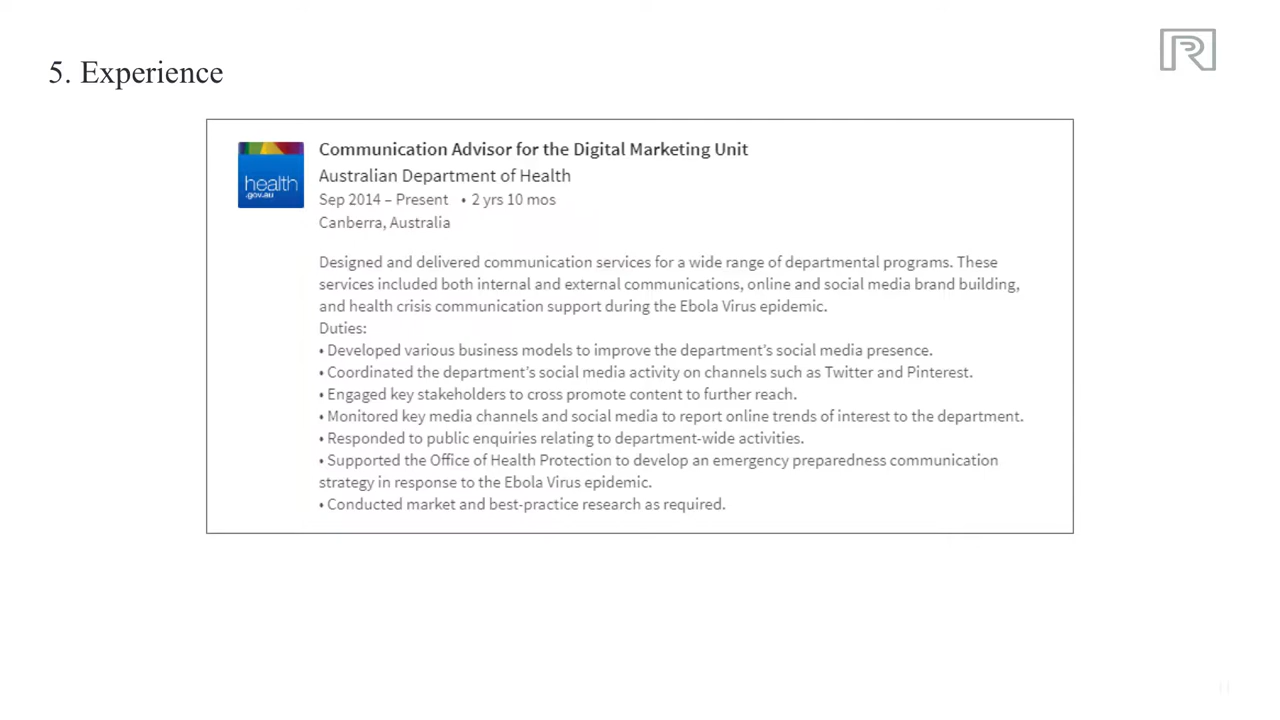 5. Experience
R
health
.gov.au
Communication Advisor for the Digital Marketing Unit
Australian Department of Health
Sep 2014 – Present • 2 yrs 10 mos
Canberra, Australia
Designed and delivered communication services for a wide range of departmental programs. These
services included both internal and external communications, online and social media brand building,
and health crisis communication support during the Ebola Virus epidemic.
Duties:
• Developed various business models to improve the department's social media presence.
• Coordinated the department's social media activity on channels such as Twitter and Pinterest.
• Engaged key stakeholders to cross promote content to further reach.
• Monitored key media channels and social media to report online trends of interest to the department.
• Responded to public enquiries relating to department-wide activities.
• Supported the Office of Health Protection to develop an emergency preparedness communication
strategy in response to the Ebola Virus epidemic.
• Conducted market and best-practice research as required.